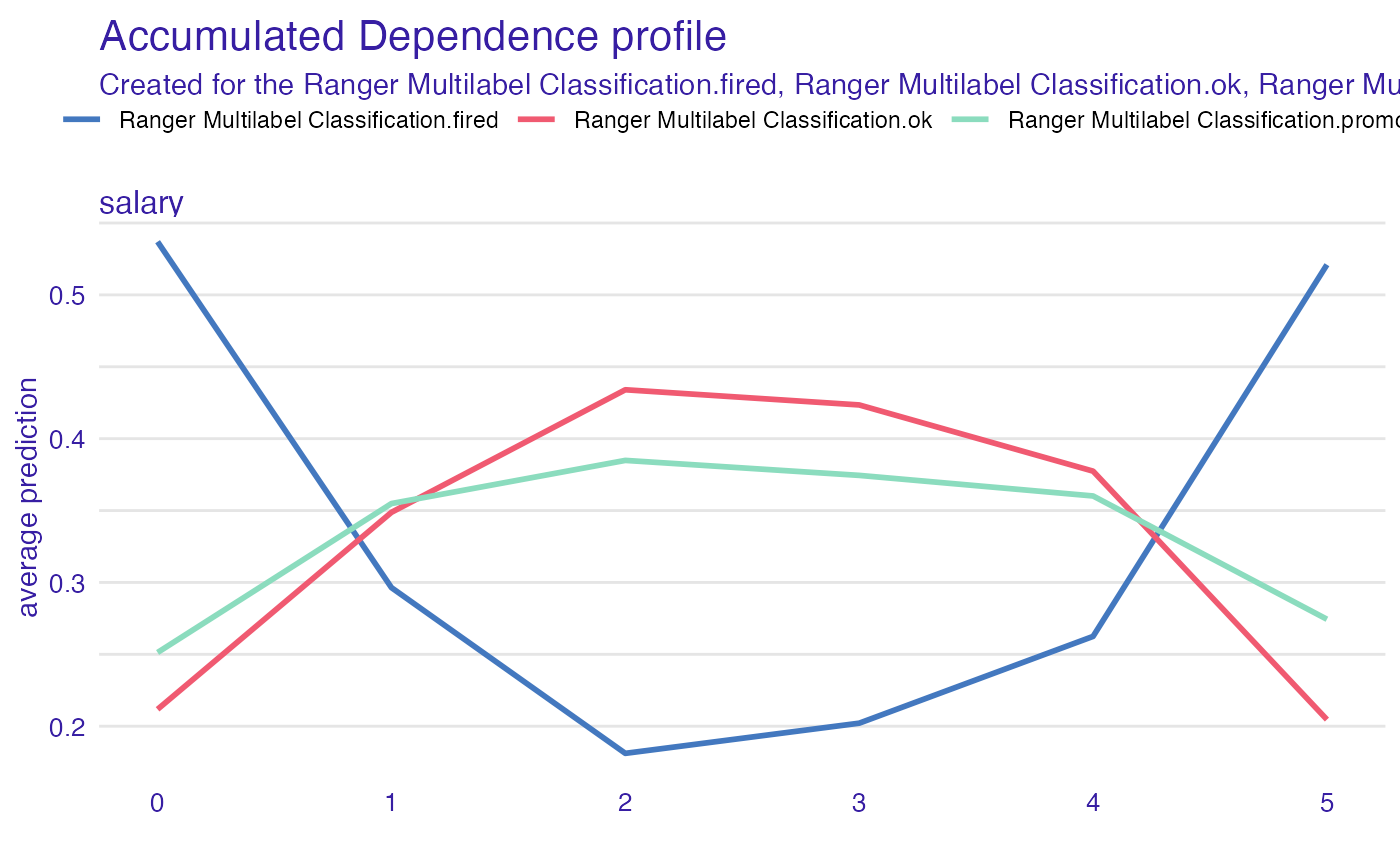 Accumulated Dependence profile
Created for the Ranger Multilabel Classification.fired, Ranger Multilabel Classification.ok, Ranger Mu
Ranger Multilabel Classification.fired Ranger Multilabel Classification.ok Ranger Multilabel Classification.promo
salary
average prediction
0.5
0.4
0.3
0.2
0 1 2 3 4 5